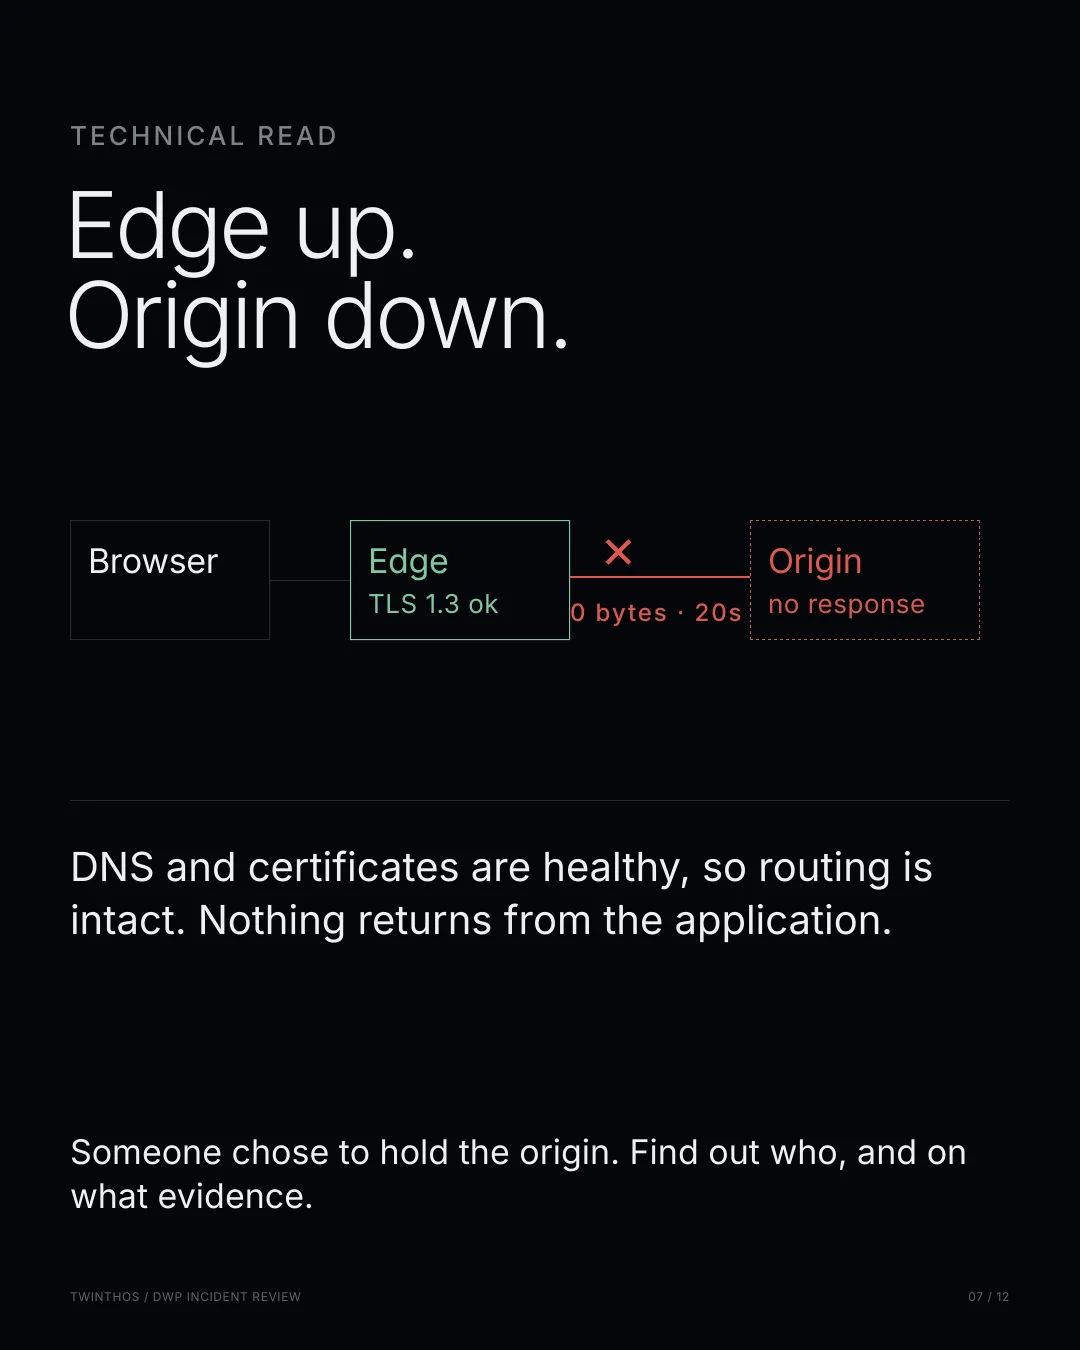 TECHNICAL READ
Edge up.
Origin down.
Browser
Edge
TLS 1.3 ok
✕
0 bytes · 20s
Origin
no response
DNS and certificates are healthy, so routing is
intact. Nothing returns from the application.
Someone chose to hold the origin. Find out who, and on
what evidence.
TWINTHOS / DWP INCIDENT REVIEW
07 / 12